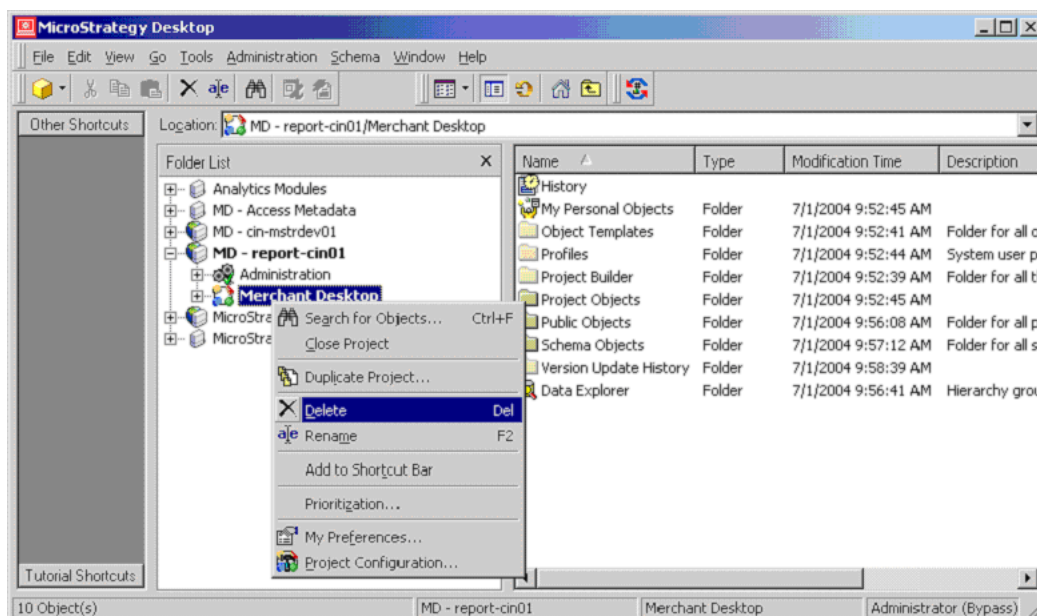 MicroStrategy Desktop
File Edit View Go Tools Administration Schema Window Help
Other Shortcuts
Location: MD - report-cin01/Merchant Desktop
Folder List
Analytics Modules
MD - Access Metadata
MD - cin-mstrdev01
MD - report-cin01
Administration
Merchant Desktop
MicroStra
MicroStra
Search for Objects... Ctrl+F
Close Project
Duplicate Project...
Delete Del
Rename F2
Add to Shortcut Bar
Prioritization...
My Preferences...
Project Configuration...
Name Type Modification Time Description
History
My Personal Objects Folder 7/1/2004 9:52:45 AM
Object Templates Folder 7/1/2004 9:52:41 AM Folder for all
Profiles Folder 7/1/2004 9:52:44 AM System user p
Project Builder Folder 7/1/2004 9:52:39 AM Folder for all t
Project Objects Folder 7/1/2004 9:52:45 AM
Public Objects Folder 7/1/2004 9:56:08 AM Folder for all p
Schema Objects Folder 7/1/2004 9:57:12 AM Folder for all s
Version Update History Folder 7/1/2004 9:58:39 AM
Data Explorer Folder 7/1/2004 9:56:41 AM Hierarchy grou
Tutorial Shortcuts
10 Object(s) MD - report-cin01 Merchant Desktop Administrator (Bypass)